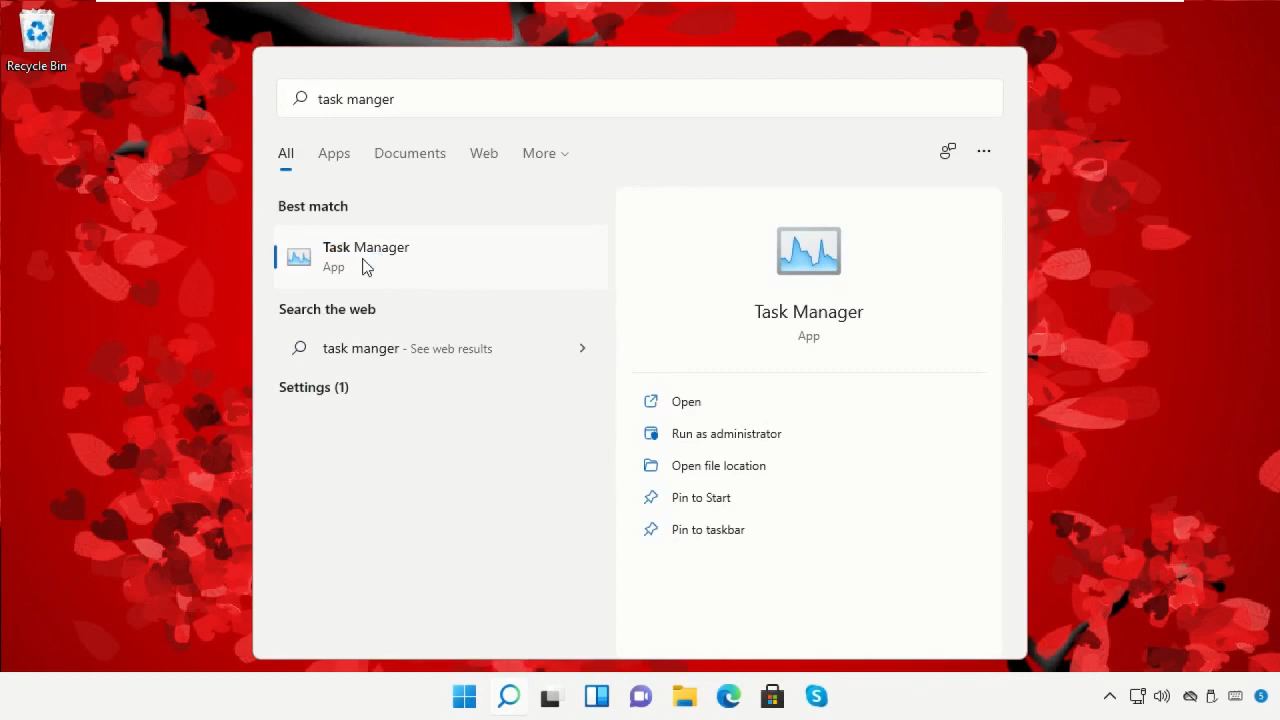 Recycle Bin
task manger
All Apps Documents Web More
Best match
Task Manager
App
Search the web
task manger - See web results
Settings (1)
Task Manager
App
Open
Run as administrator
Open file location
Pin to Start
Pin to taskbar
S
5